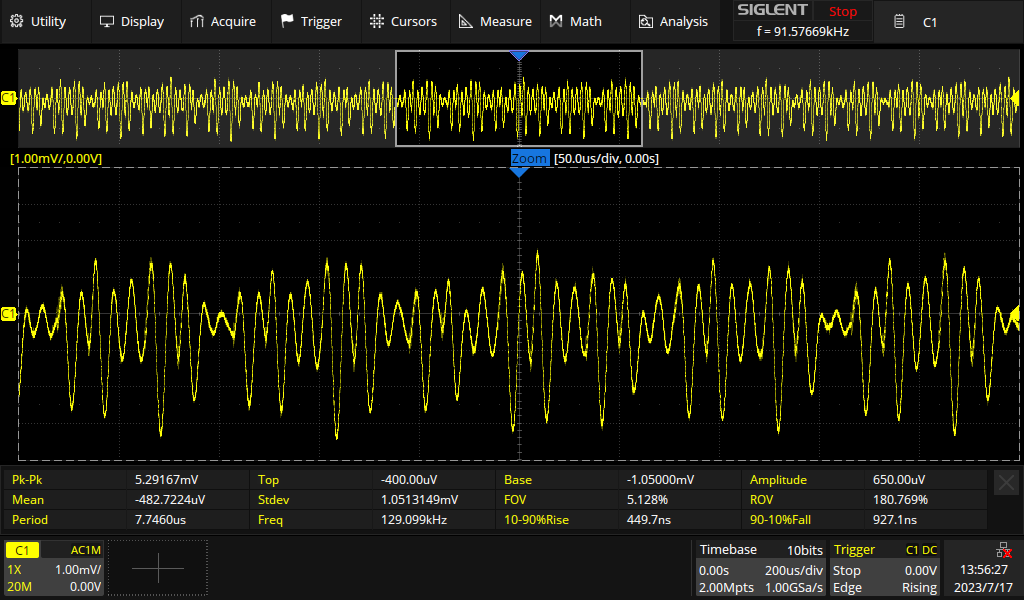 Utility Display Acquire Trigger Cursors Measure Math Analysis SIGLENT Stop C1
f = 91.57669kHz
C1
[1.00mV/,0.00V] Zoom [50.0us/div, 0.00s]
C1
Pk-Pk 5.29167mV Top -400.00uV Base -1.05000mV Amplitude 650.00uV
Mean -482.7224uV Stdev 1.0513149mV FOV 5.128% ROV 180.769%
Period 7.7460us Freq 129.099kHz 10-90%Rise 449.7ns 90-10%Fall 927.1ns
C1 AC1M Timebase 10bits Trigger C1 DC
1X 1.00mV/ 0.00s 200us/div Stop 0.00V 13:56:27
20M 0.00V 2.00Mpts 1.00GSa/s Edge Rising 2023/7/17